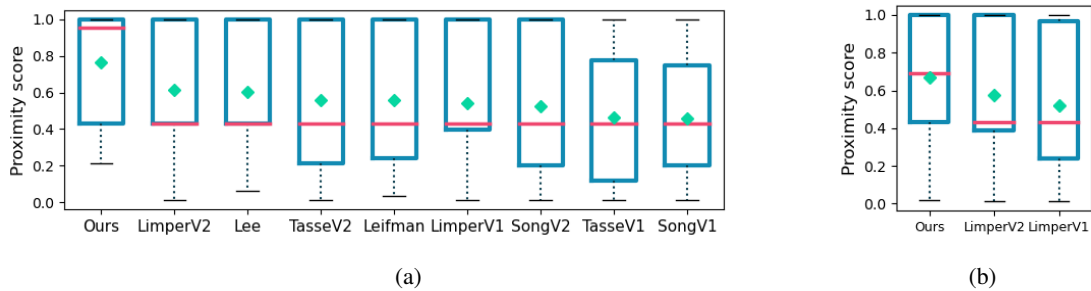 Proximity score
1.0
0.8
0.6
0.4
0.2
0.0
Ours LimperV2 Lee TasseV2 Leifman LimperV1 SongV2 TasseV1 SongV1
(a)
Proximity score
1.0
0.8
0.6
0.4
0.2
0.0
Ours LimperV2 LimperV1
(b)